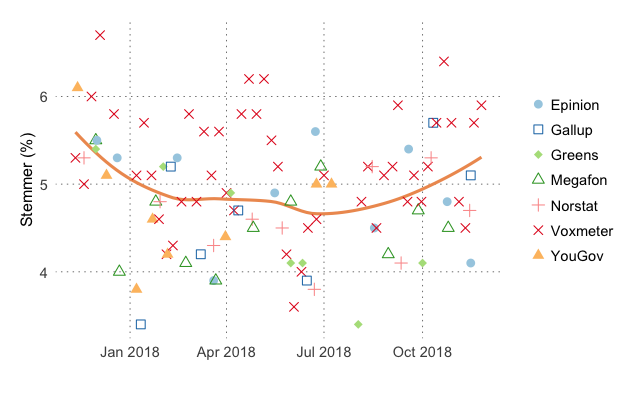 Stemmer (%)
6
5
4
Jan 2018
Apr 2018
Jul 2018
Oct 2018
Epinion
Gallup
Greens
Megafon
Norstat
Voxmeter
YouGov